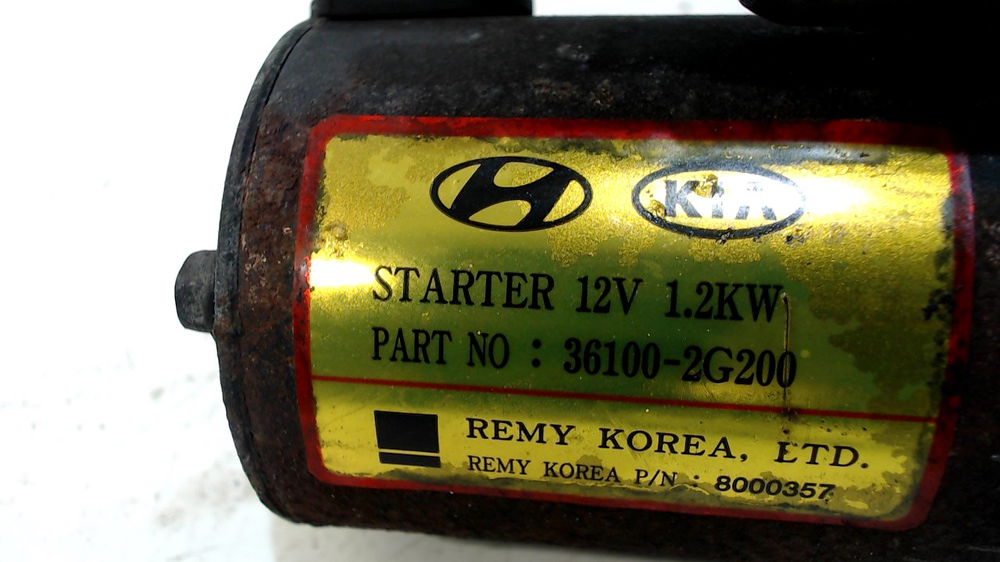 KIA
STARTER 12V 1.2KW
PART NO : 36100-2G200
REMY KOREA, LTD.
REMY KOREA P/N : 8000357